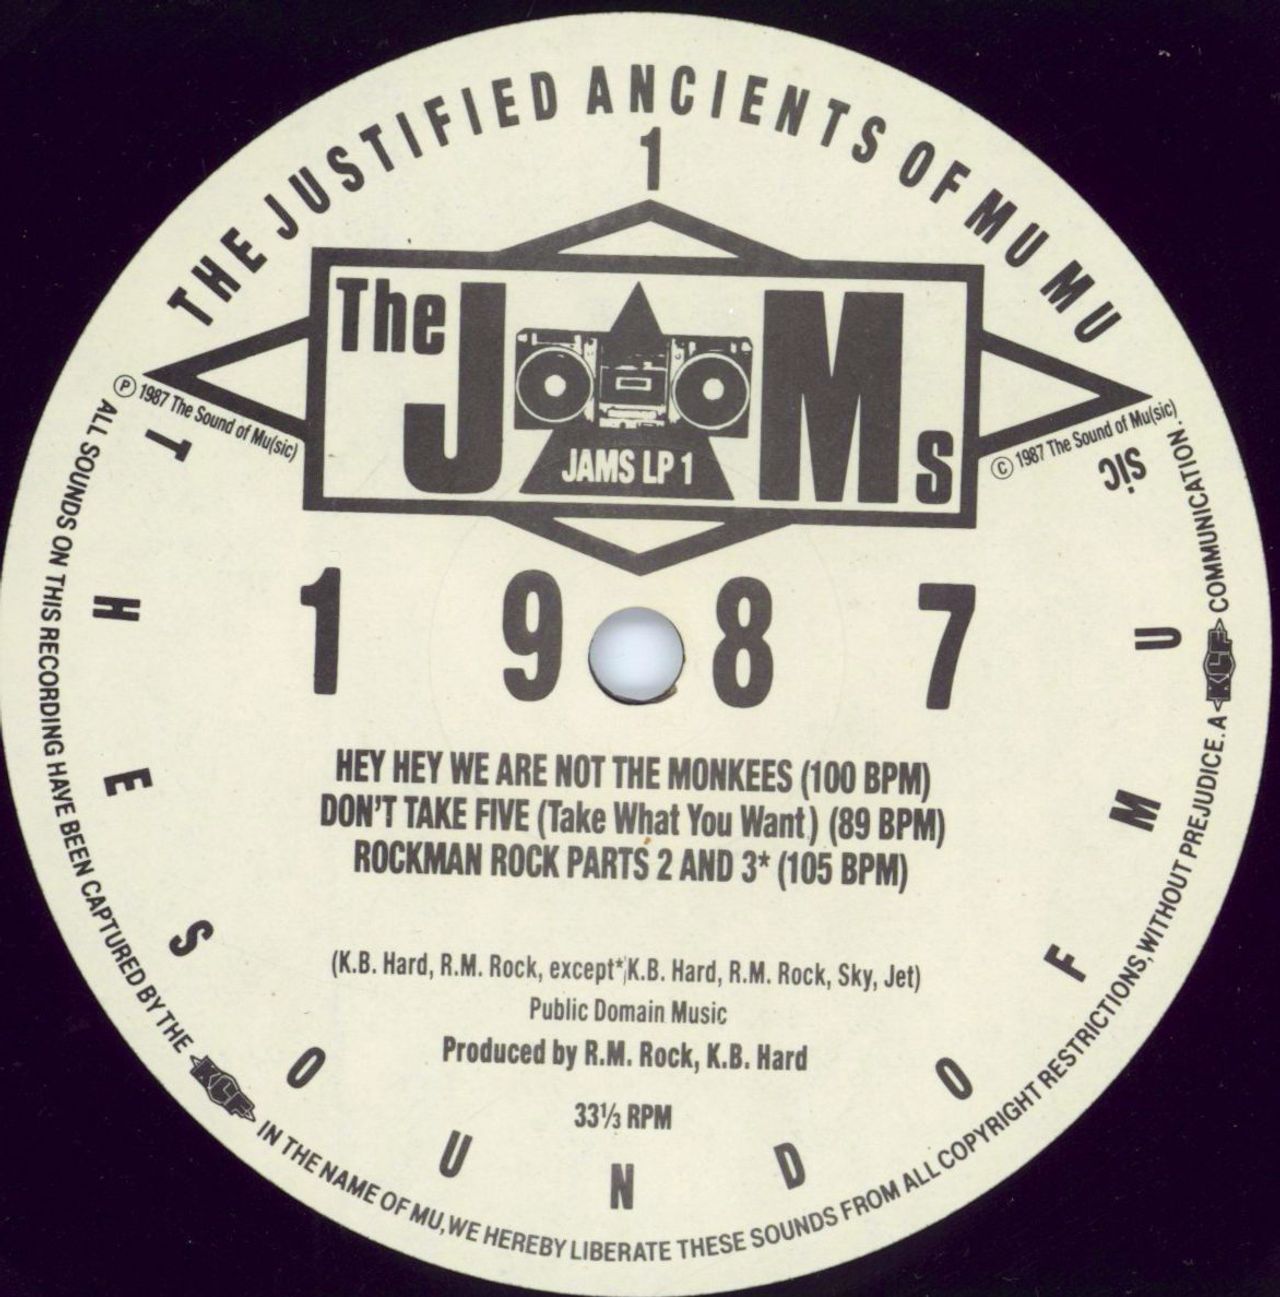 THE JUSTIFIED ANCIENTS OF MU MU
1
The JAMs
JAMS LP 1
Ⓟ 1987 The Sound of Mu(sic)
© 1987 The Sound of Mu(sic)
1987
HEY HEY WE ARE NOT THE MONKEES (100 BPM)
DON'T TAKE FIVE (Take What You Want) (89 BPM)
ROCKMAN ROCK PARTS 2 AND 3* (105 BPM)
(K.B. Hard, R.M. Rock, except*, K.B. Hard, R.M. Rock, Sky, Jet)
Public Domain Music
Produced by R.M. Rock, K.B. Hard
33⅓ RPM
THE SOUND OF MU sic
ALL SOUNDS ON THIS RECORDING HAVE BEEN CAPTURED BY THE KLF IN THE NAME OF MU, WE HEREBY LIBERATE THESE SOUNDS FROM ALL COPYRIGHT RESTRICTIONS, WITHOUT PREJUDICE. A KLF COMMUNICATION.